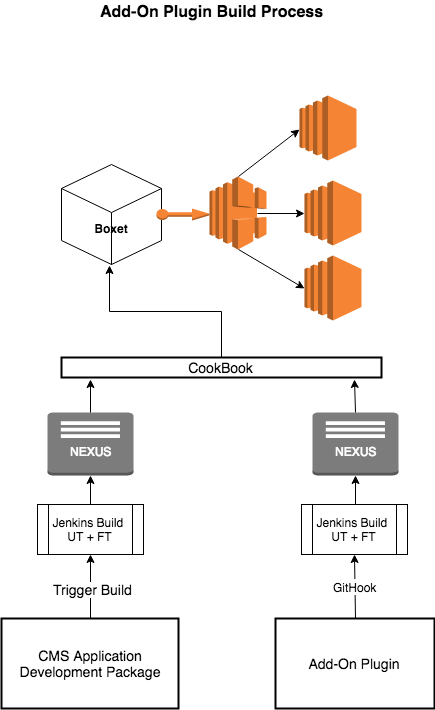 Add-On Plugin Build Process
Boxet
CookBook
NEXUS
NEXUS
Jenkins Build
UT + FT
Jenkins Build
UT + FT
Trigger Build
GitHook
CMS Application
Development Package
Add-On Plugin